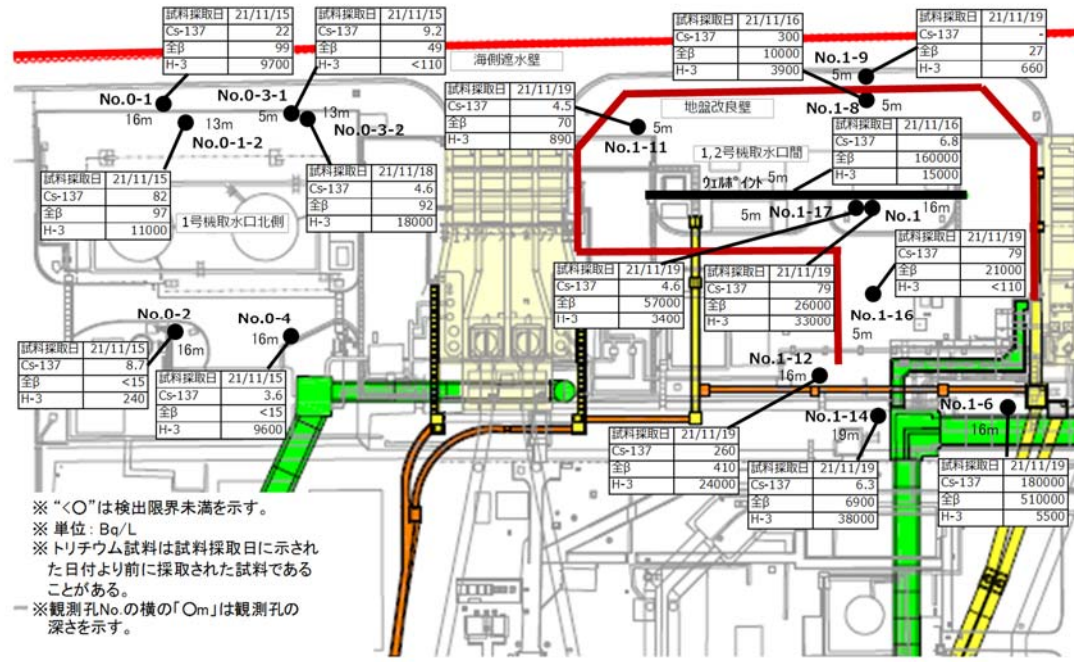 試料採取日 21/11/15
Cs-137 22
全β 99
H-3 9700
試料採取日 21/11/15
Cs-137 9.2
全β 49
H-3 <110
海側遮水壁
試料採取日 21/11/16
Cs-137 300
全β 10000
H-3 3900
試料採取日 21/11/19
Cs-137 -
全β 27
H-3 660
No.1-9
5m
No.0-1
16m
No.0-3-1
5m
13m
No.0-1-2
13m
No.0-3-2
試料採取日 21/11/19
Cs-137 4.5
全β 70
H-3 890
5m
No.1-11
地盤改良壁
No.1-8
5m
1,2号機取水口間
試料採取日 21/11/16
Cs-137 6.8
全β 160000
H-3 15000
ウェルポイント 5m
試料採取日 21/11/15
Cs-137 82
全β 97
H-3 11000
1号機取水口北側
試料採取日 21/11/18
Cs-137 4.6
全β 92
H-3 18000
5m
No.1-17
No.1
16m
試料採取日 21/11/19
Cs-137 79
全β 21000
H-3 <110
試料採取日 21/11/19
Cs-137 4.6
全β 57000
H-3 3400
試料採取日 21/11/19
Cs-137 79
全β 26000
H-3 33000
No.1-16
5m
No.0-2
16m
No.0-4
16m
試料採取日 21/11/15
Cs-137 8.7
全β <15
H-3 240
試料採取日 21/11/15
Cs-137 3.6
全β <15
H-3 9600
No.1-12
16m
No.1-14
19m
No.1-6
16m
試料採取日 21/11/19
Cs-137 260
全β 410
H-3 24000
試料採取日 21/11/19
Cs-137 6.3
全β 6900
H-3 38000
試料採取日 21/11/19
Cs-137 180000
全β 510000
H-3 5500
※ “<〇”は検出限界未満を示す。
※ 単位: Bq/L
※ トリチウム試料は試料採取日に示され
た日付より前に採取された試料である
ことがある。
※観測孔No.の横の「〇m」は観測孔の
深さを示す。